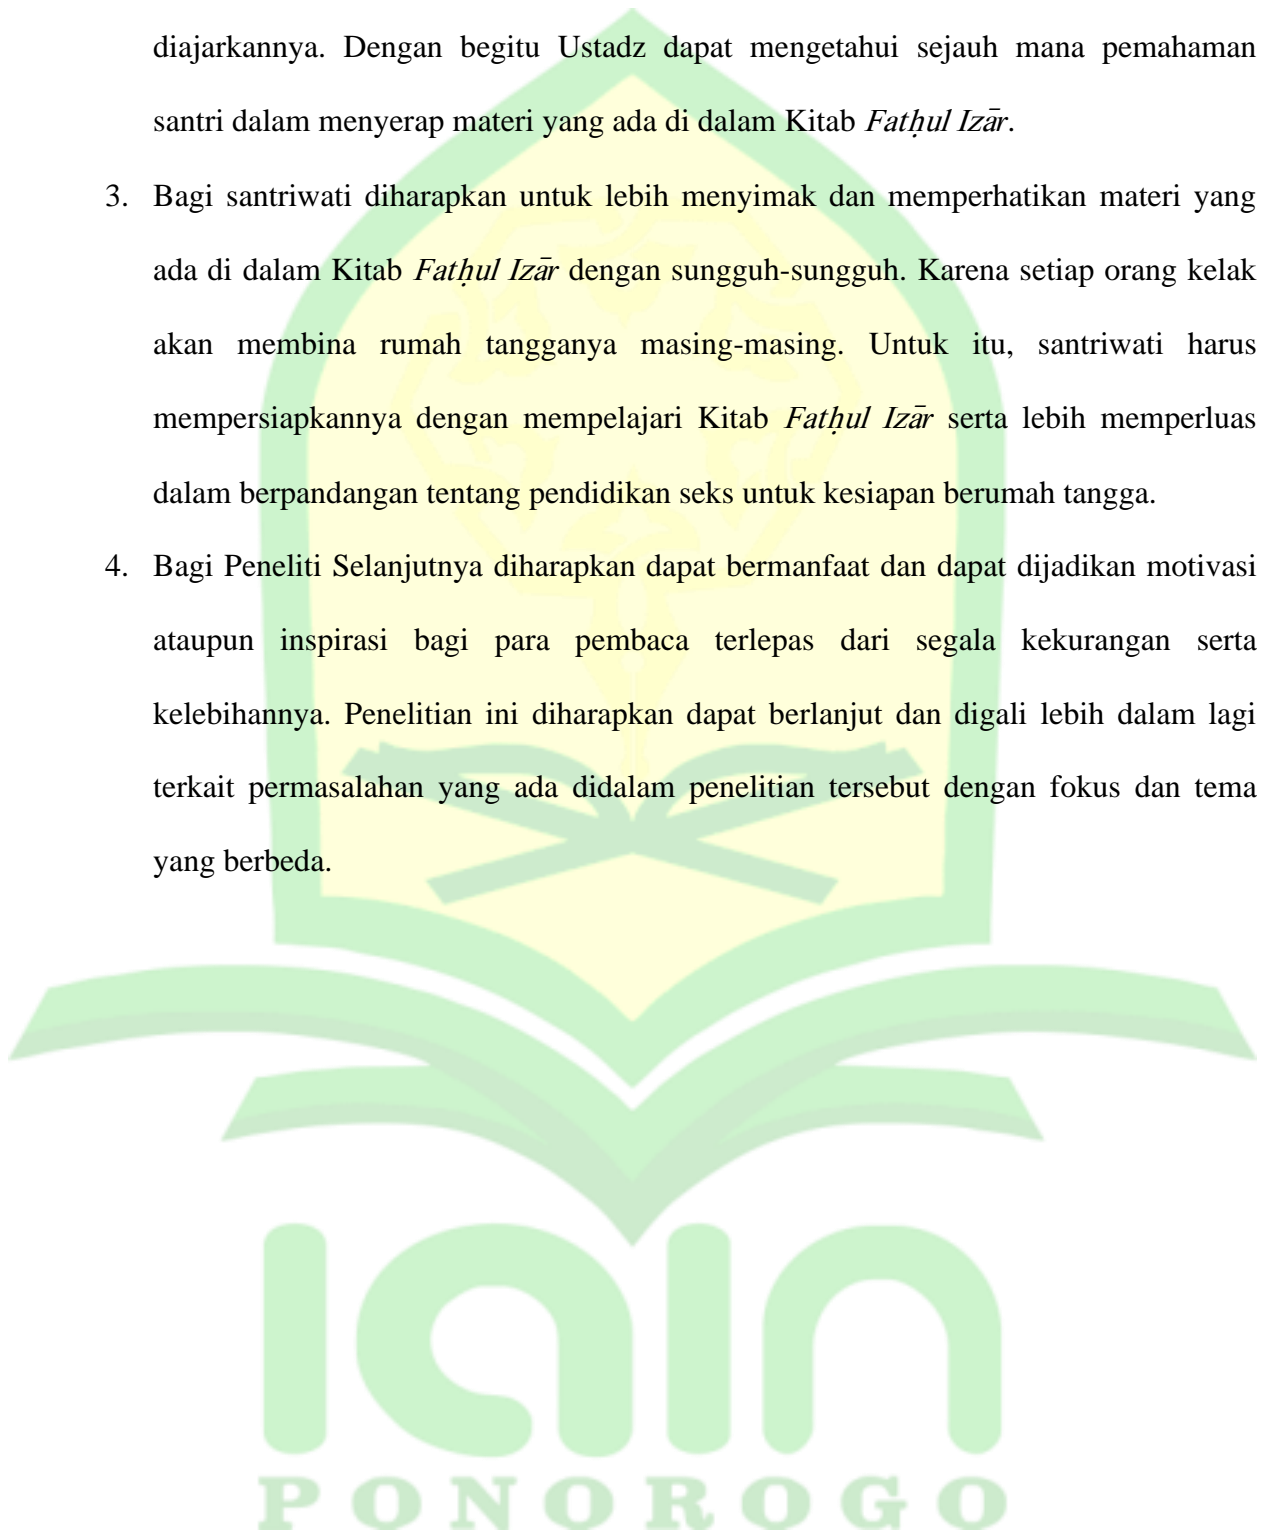 diajarkannya. Dengan begitu Ustadz dapat mengetahui sejauh mana pemahaman
santri dalam menyerap materi yang ada di dalam Kitab Fatḥul Izār.
3. Bagi santriwati diharapkan untuk lebih menyimak dan memperhatikan materi yang
ada di dalam Kitab Fatḥul Izār dengan sungguh-sungguh. Karena setiap orang kelak
akan membina rumah tangganya masing-masing. Untuk itu, santriwati harus
mempersiapkannya dengan mempelajari Kitab Fatḥul Izār serta lebih memperluas
dalam berpandangan tentang pendidikan seks untuk kesiapan berumah tangga.
4. Bagi Peneliti Selanjutnya diharapkan dapat bermanfaat dan dapat dijadikan motivasi
ataupun inspirasi bagi para pembaca terlepas dari segala kekurangan serta
kelebihannya. Penelitian ini diharapkan dapat berlanjut dan digali lebih dalam lagi
terkait permasalahan yang ada didalam penelitian tersebut dengan fokus dan tema
yang berbeda.
iain
PONOROGO